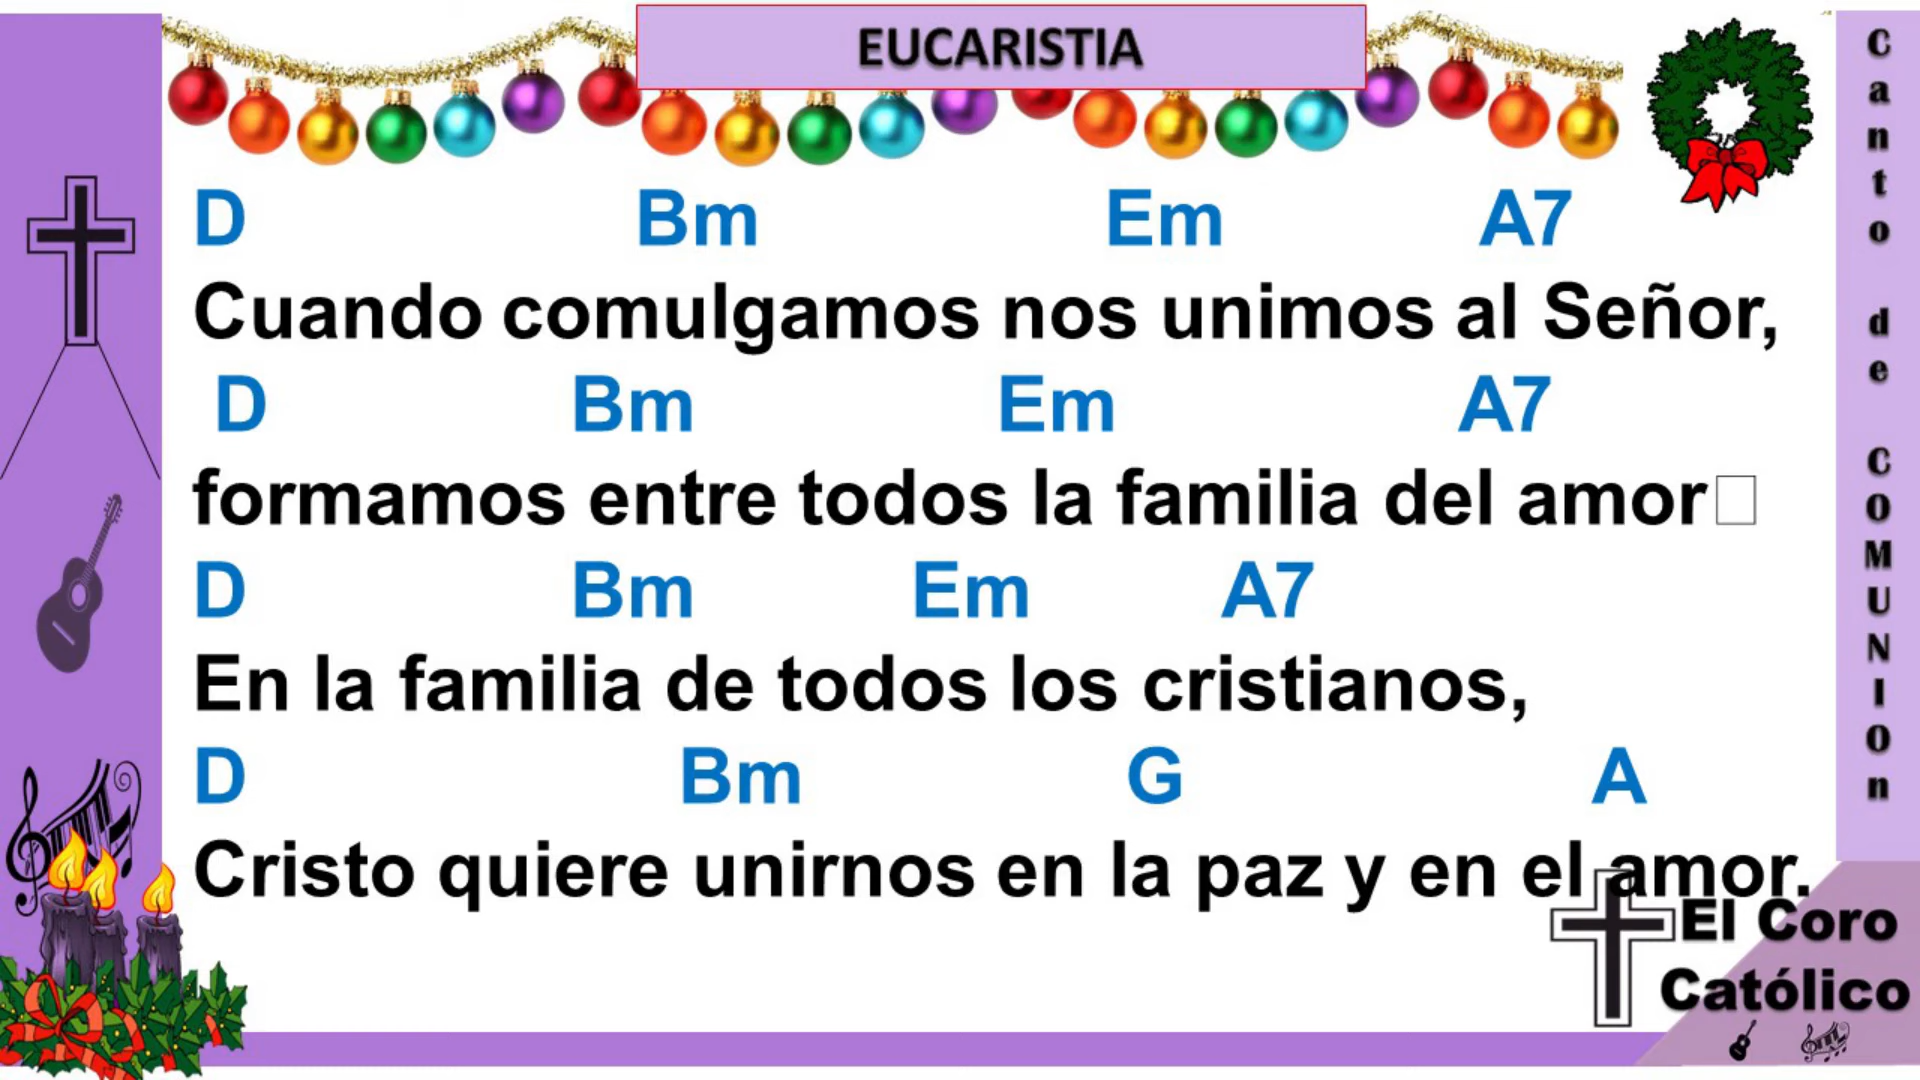 EUCARISTIA
D Bm Em A7
Cuando comulgamos nos unimos al Señor,
D Bm Em A7
formamos entre todos la familia del amor□
D Bm Em A7
En la familia de todos los cristianos,
D Bm G A
Cristo quiere unirnos en la paz y en el amor.
Canto de COMUNIOn
El Coro
Católico